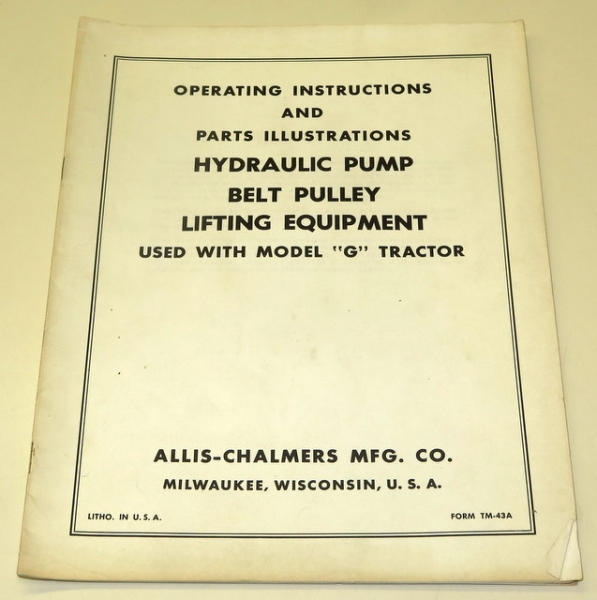 OPERATING INSTRUCTIONS
AND
PARTS ILLUSTRATIONS
HYDRAULIC PUMP
BELT PULLEY
LIFTING EQUIPMENT
USED WITH MODEL "G" TRACTOR
ALLIS-CHALMERS MFG. CO.
MILWAUKEE, WISCONSIN, U. S. A.
LITHO. IN U. S. A. FORM TM-43A